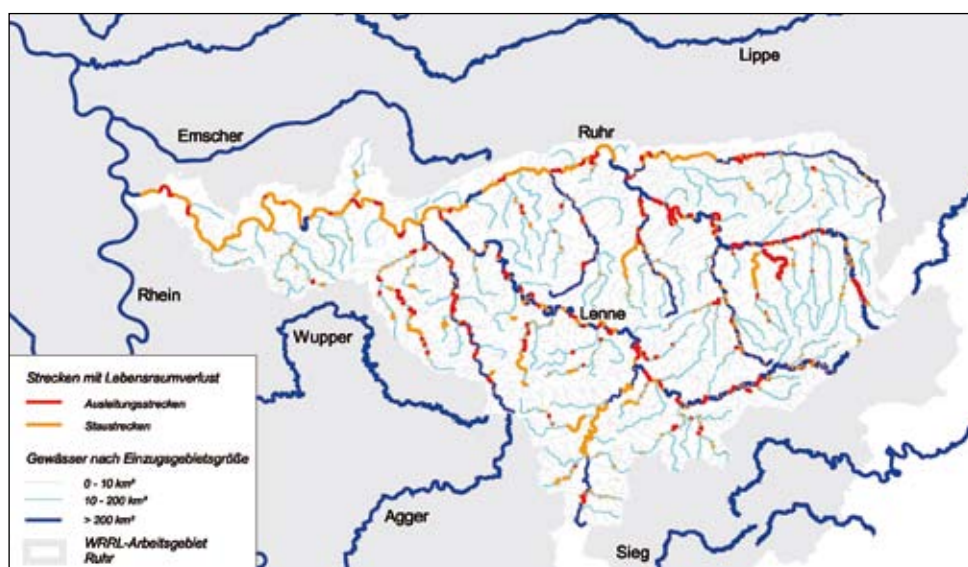 Lippe
Emscher
Ruhr
Rhein
Wupper
Lenne
Agger
Sieg
Strecken mit Lebensraumverlust
Ausleitungsstrecken
Staustrecken
Gewässer nach Einzugsgebietsgröße
0 - 10 km²
10 - 200 km²
> 200 km²
WRRL-Arbeitsgebiet
Ruhr